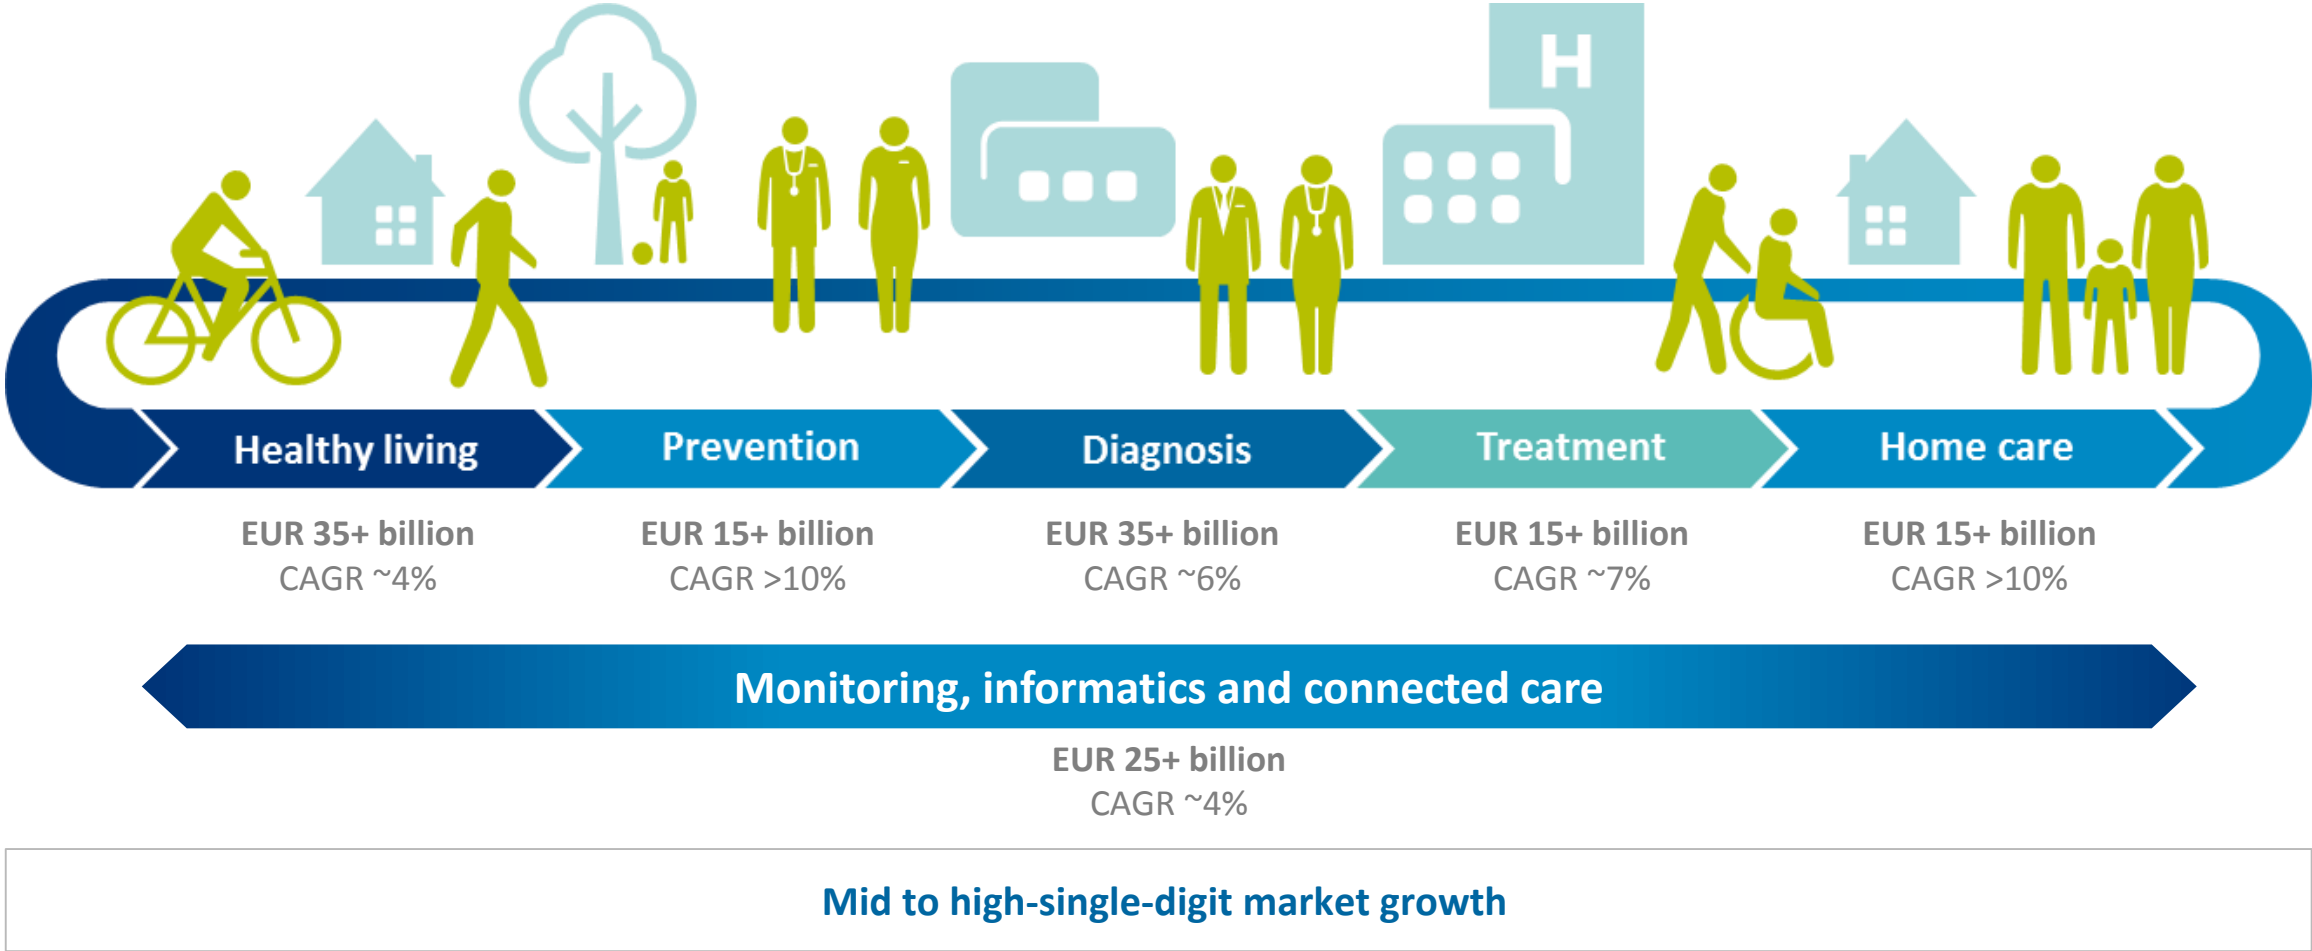 H
Healthy living
Prevention
Diagnosis
Treatment
Home care
EUR 35+ billion
CAGR ~4%
EUR 15+ billion
CAGR >10%
EUR 35+ billion
CAGR ~6%
EUR 15+ billion
CAGR ~7%
EUR 15+ billion
CAGR >10%
Monitoring, informatics and connected care
EUR 25+ billion
CAGR ~4%
Mid to high-single-digit market growth